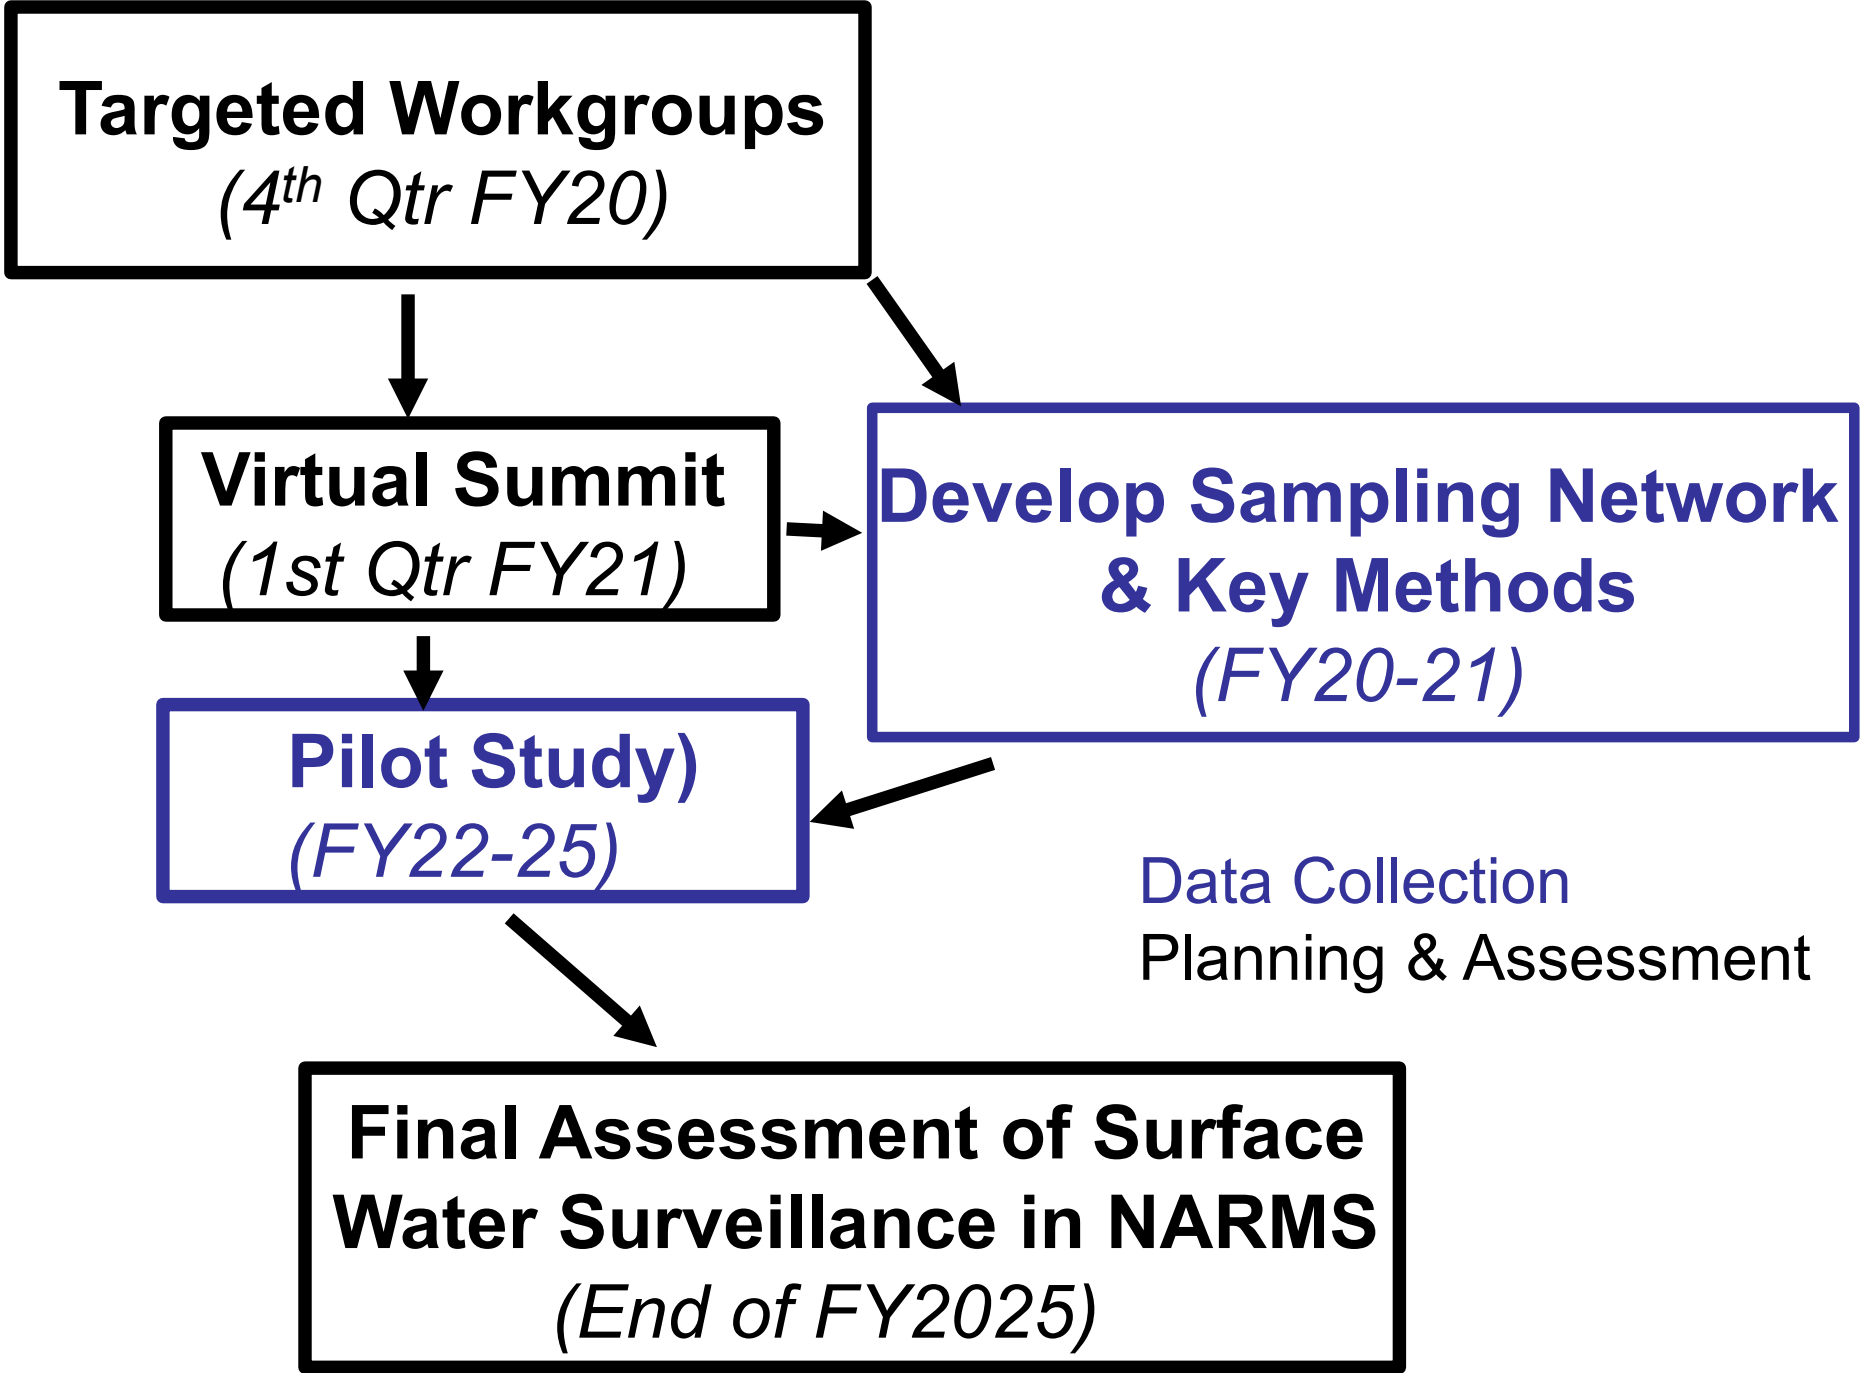 Targeted Workgroups
(4th Qtr FY20)
Virtual Summit
(1st Qtr FY21)
Develop Sampling Network
& Key Methods
(FY20-21)
Pilot Study)
(FY22-25)
Data Collection
Planning & Assessment
Final Assessment of Surface
Water Surveillance in NARMS
(End of FY2025)